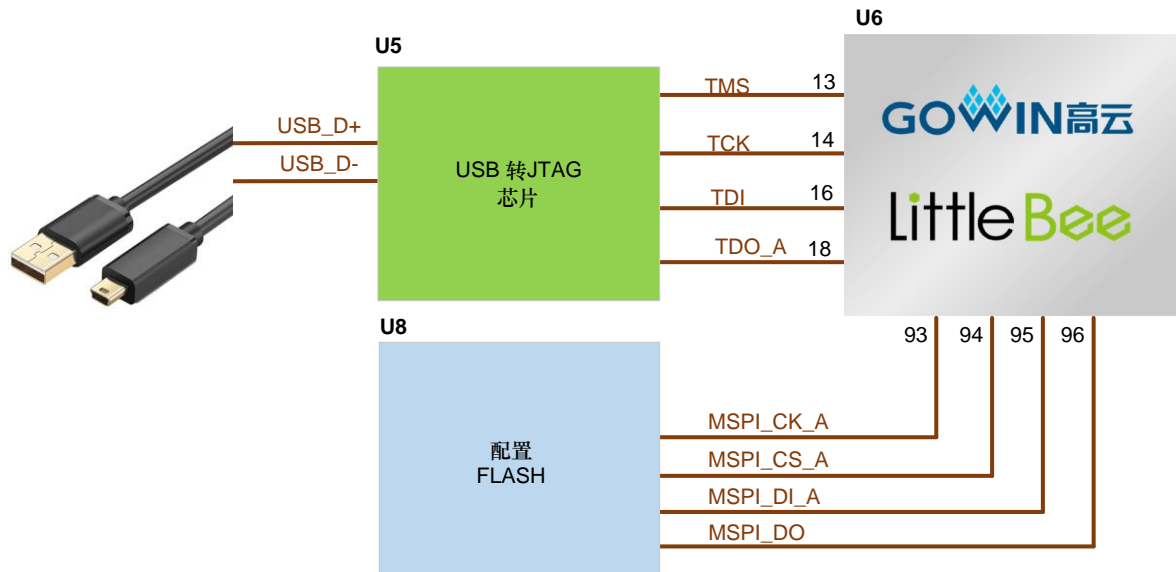 U6
U5
GOWIN高云
LittleBee
USB_D+
USB_D-
USB 转JTAG
芯片
TMS 13
TCK 14
TDI 16
TDO_A 18
93 94 95 96
U8
配置
FLASH
MSPI_CK_A
MSPI_CS_A
MSPI_DI_A
MSPI_DO